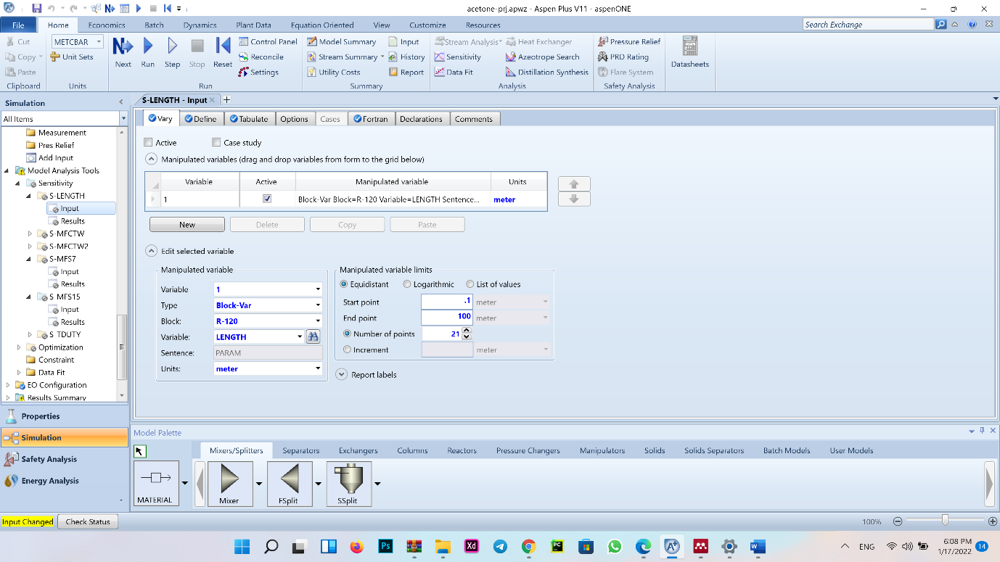 acetone-prj.apwz - Aspen Plus V11 - aspenONE
File Home Economics Batch Dynamics Plant Data Equation Oriented View Customize Resources Search Exchange
Cut METCBAR Control Panel Model Summary Input Stream Analysis Heat Exchanger Pressure Relief
Copy Unit Sets Next Run Step Stop Reset Reconcile Stream Summary History Sensitivity Azeotrope Search PRD Rating Datasheets
Paste Settings Utility Costs Report Data Fit Distillation Synthesis Flare System
Clipboard Units Run Summary Analysis Safety Analysis
Simulation
All Items
Measurement
Pres Relief
Add Input
Model Analysis Tools
Sensitivity
S-LENGTH
Input
Results
S-MFCTW
S-MFCTW2
S-MFS7
Input
Results
S-MFS15
Input
Results
S-TDUTY
Optimization
Constraint
Data Fit
EO Configuration
Results Summary
Properties
Simulation
Safety Analysis
Energy Analysis
S-LENGTH - Input
Vary Define Tabulate Options Cases Fortran Declarations Comments
Active Case study
Manipulated variables (drag and drop variables from form to the grid below)
Variable Active Manipulated variable Units
1 Block-Var Block=R-120 Variable=LENGTH Sentence... meter
New Delete Copy Paste
Edit selected variable
Manipulated variable
Variable 1
Type Block-Var
Block: R-120
Variable: LENGTH
Sentence: PARAM
Units: meter
Manipulated variable limits
Equidistant Logarithmic List of values
Start point .1 meter
End point 100 meter
Number of points 21
Increment meter
Report labels
Model Palette
Mixers/Splitters Separators Exchangers Columns Reactors Pressure Changers Manipulators Solids Solids Separators Batch Models User Models
MATERIAL Mixer FSplit SSplit
Input Changed Check Status 100%
Ps Xd PC W
ENG 6:08 PM
1/17/2022 14